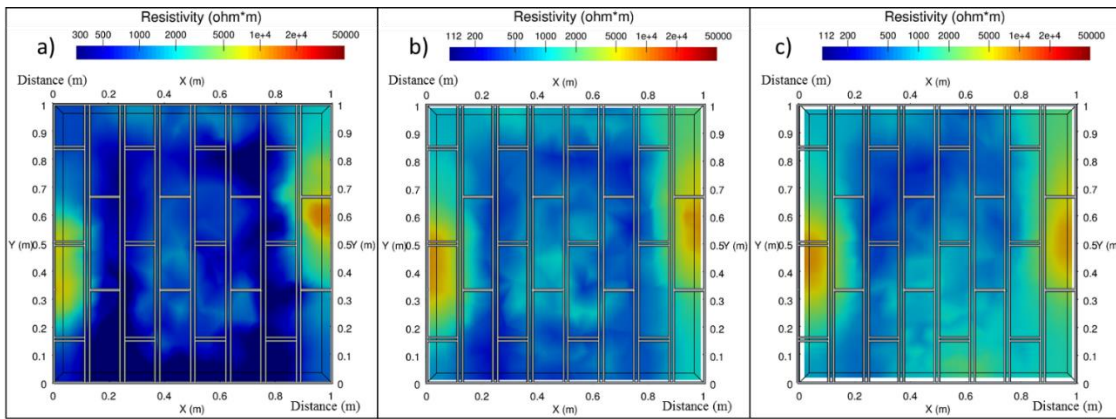 Resistivity (ohm*m)
a)
300 500 1000 2000 5000 1e+4 2e+4 50000
Distance (m)
X (m)
0 0.2 0.4 0.6 0.8 1
1 1
0.9 0.9
0.8 0.8
0.7 0.7
0.6 0.6
Y (m) 0.5 0.5 Y (m)
0.4 0.4
0.3 0.3
0.2 0.2
0.1 0.1
0 0
0 0.2 0.4 0.6 0.8 1
X (m)
Distance (m)
Resistivity (ohm*m)
b)
112 200 500 1000 2000 5000 1e+4 2e+4 50000
Distance (m)
X (m)
0 0.2 0.4 0.6 0.8 1
1 1
0.9 0.9
0.8 0.8
0.7 0.7
0.6 0.6
Y (m) 0.5 0.5 Y (m)
0.4 0.4
0.3 0.3
0.2 0.2
0.1 0.1
0 0
0 0.2 0.4 0.6 0.8 1
X (m)
Distance (m)
Resistivity (ohm*m)
c)
112 200 500 1000 2000 5000 1e+4 2e+4 50000
Distance (m)
X (m)
0 0.2 0.4 0.6 0.8 1
1 1
0.9 0.9
0.8 0.8
0.7 0.7
0.6 0.6
Y (m) 0.5 0.5 Y (m)
0.4 0.4
0.3 0.3
0.2 0.2
0.1 0.1
0 0
0 0.2 0.4 0.6 0.8 1
X (m)
Distance (m)